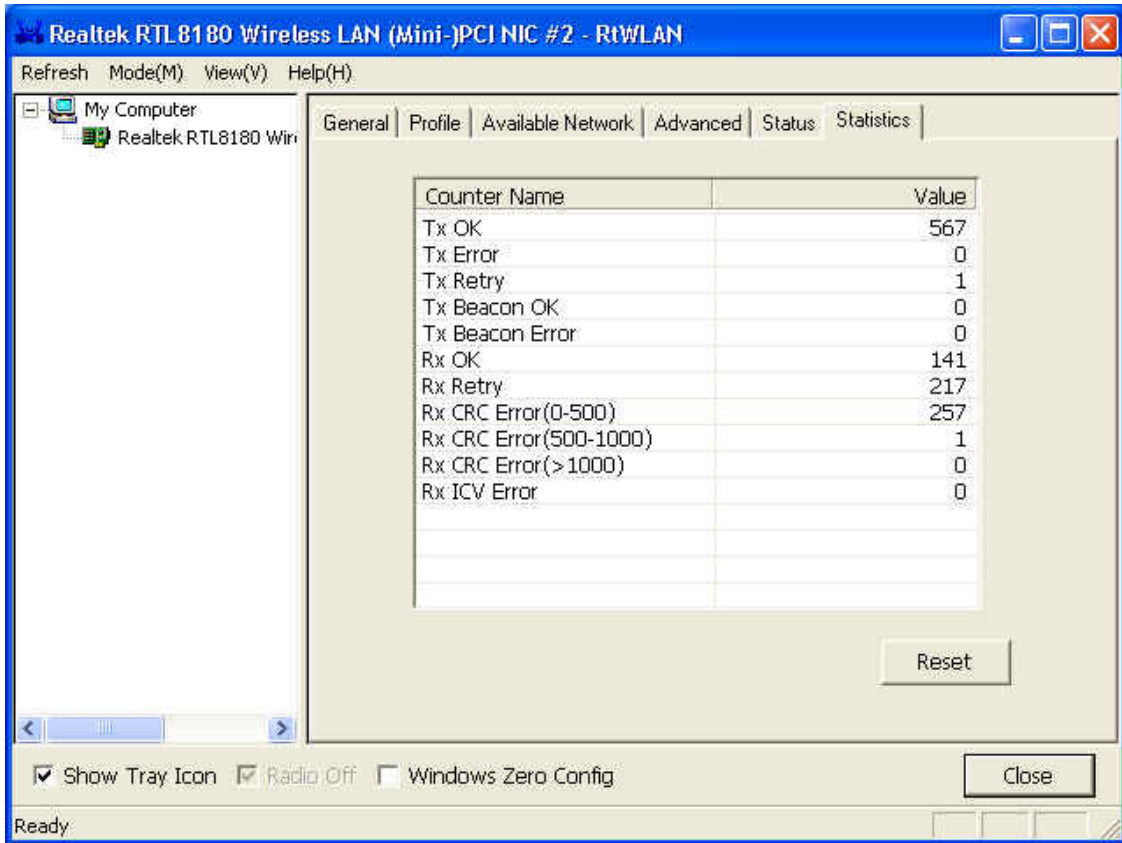 Realtek RTL8180 Wireless LAN (Mini-)PCI NIC #2 - RtWLAN
Refresh Mode(M) View(V) Help(H)
My Computer
Realtek RTL8180 Wir
General Profile Available Network Advanced Status Statistics
Counter Name Value
Tx OK 567
Tx Error 0
Tx Retry 1
Tx Beacon OK 0
Tx Beacon Error 0
Rx OK 141
Rx Retry 217
Rx CRC Error(0-500) 257
Rx CRC Error(500-1000) 1
Rx CRC Error(>1000) 0
Rx ICV Error 0
Reset
Show Tray Icon Radio Off Windows Zero Config Close
Ready